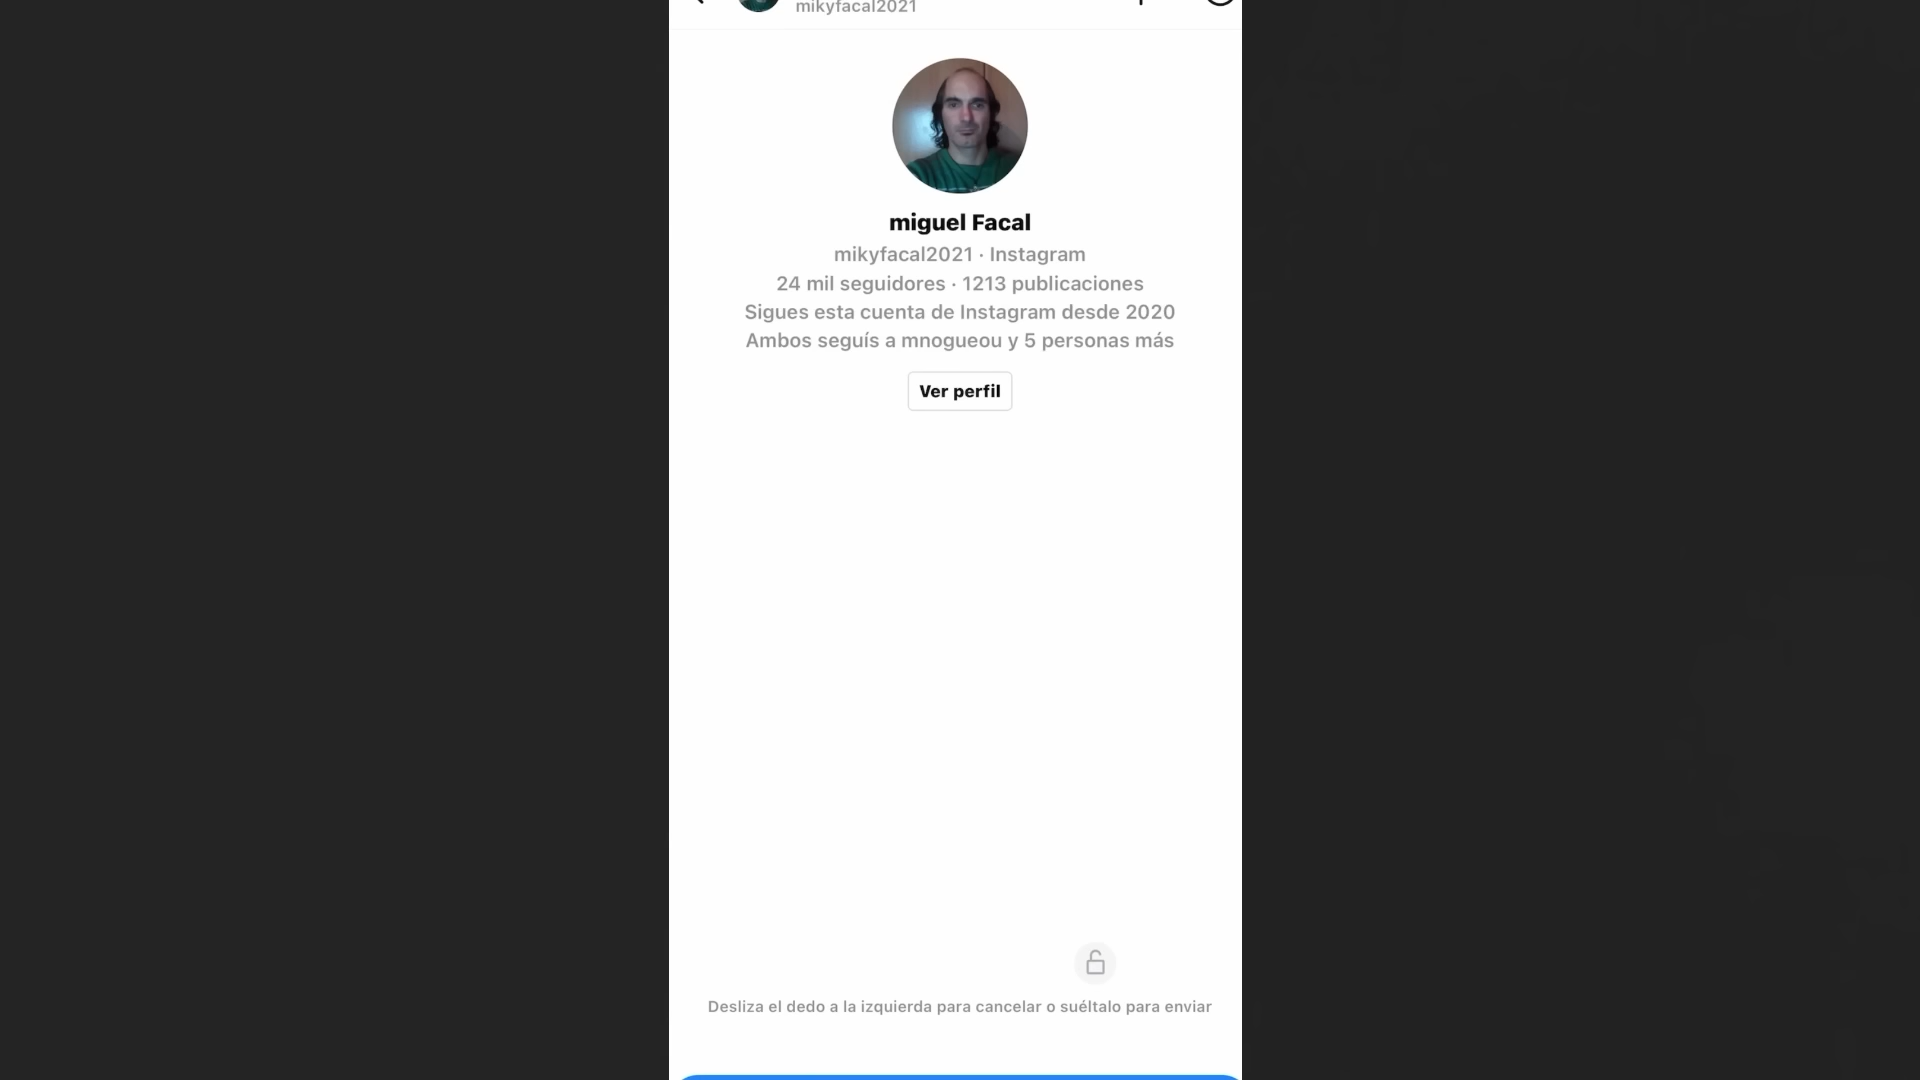 mikyfacal2021
miguel Facal
mikyfacal2021 · Instagram
24 mil seguidores · 1213 publicaciones
Sigues esta cuenta de Instagram desde 2020
Ambos seguís a mnogueou y 5 personas más
Ver perfil
Desliza el dedo a la izquierda para cancelar o suéltalo para enviar